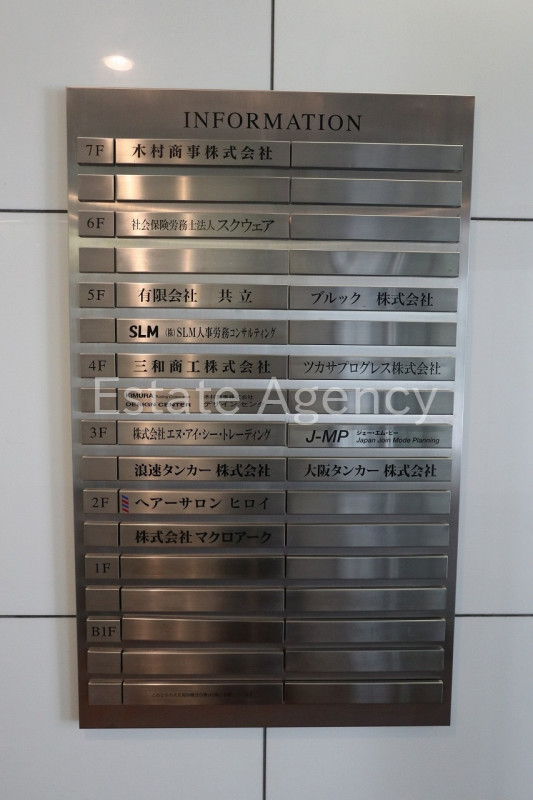 INFORMATION
7F 木村商事株式会社
6F 社会保険労務士法人 スクウェア
5F 有限会社 共立 ブルック 株式会社
SLM (株)SLM人事労務コンサルティング
4F 三和商工株式会社 ツカサプログレス株式会社
DESIGN CENTER
Estate Agency
3F 株式会社エヌ・アイ・シー・トレーディング J-MP ジェー・エム・ピー
Japan Join Mode Planning
浪速タンカー 株式会社 大阪タンカー 株式会社
2F ヘアーサロン ヒロイ
株式会社マクロアーク
1F
B1F